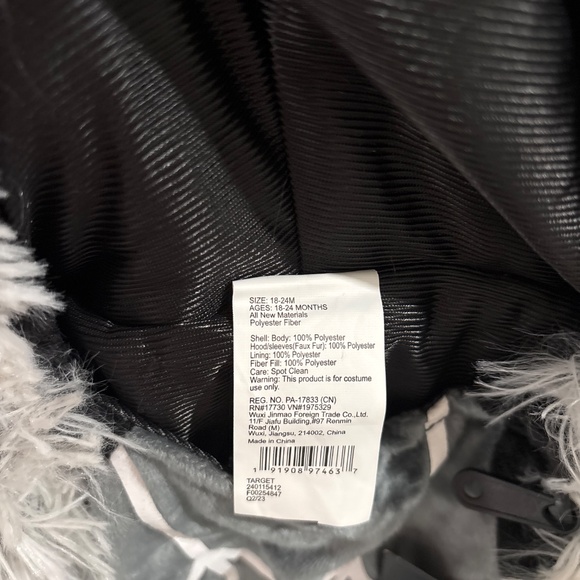 SIZE: 18-24M
AGES: 18-24 MONTHS
All New Materials
Polyester Fiber
Shell: Body: 100% Polyester
Hood/sleeves(Faux Fur): 100% Polyester
Lining: 100% Polyester
Fiber Fill: 100% Polyester
Care: Spot Clean
Warning: This product is for costume
use only.
REG. NO. PA-17833 (CN)
RN#17730 VN#1975329
Wuxi Jinmao Foreign Trade Co.,Ltd.
11/F Jiafu Building,#97 Renmin
Road (M)
Wuxi, Jiangsu, 214002, China
Made in China
1 91908 97463 7
TARGET
240115412
F00254847
Q2/23